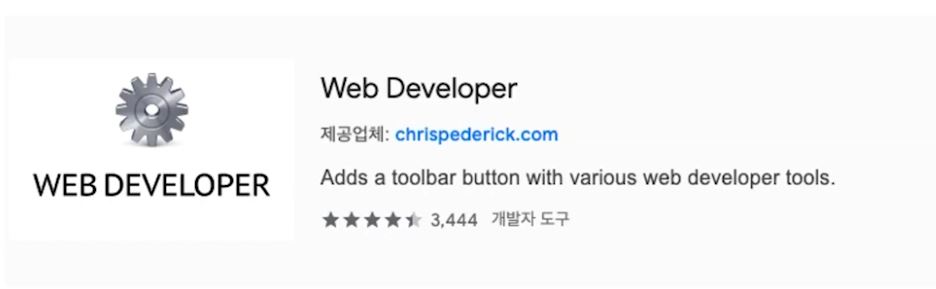 WEB DEVELOPER
Web Developer
제공업체: chrispederick.com
Adds a toolbar button with various web developer tools.
3,444 개발자 도구